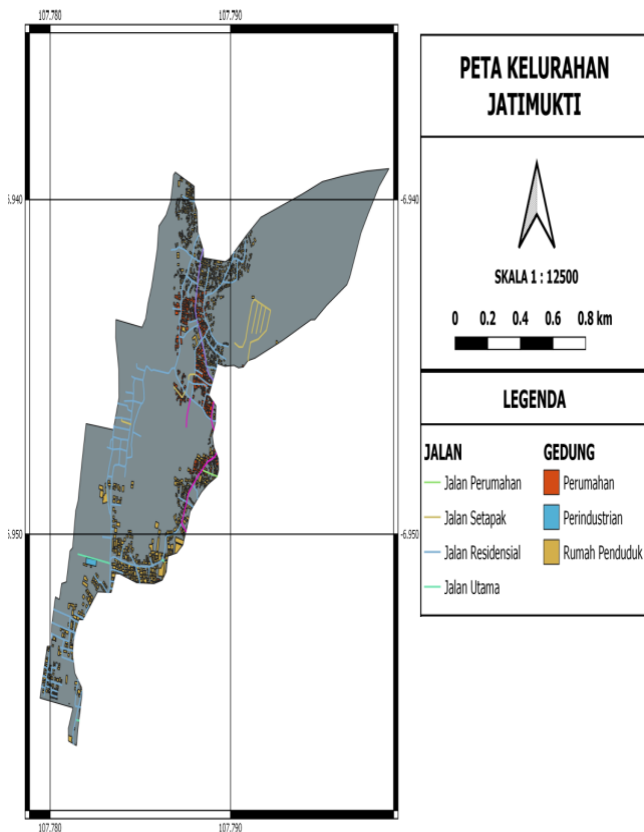 107.780
107.790
PETA KELURAHAN
JATIMUKTI
SKALA 1 : 12500
0 0.2 0.4 0.6 0.8 km
LEGENDA
JALAN
Jalan Perumahan
Jalan Setapak
Jalan Residensial
Jalan Utama
GEDUNG
Perumahan
Perindustrian
Rumah Penduduk
6.940
-6.940
6.950
-6.950
107.780
107.790